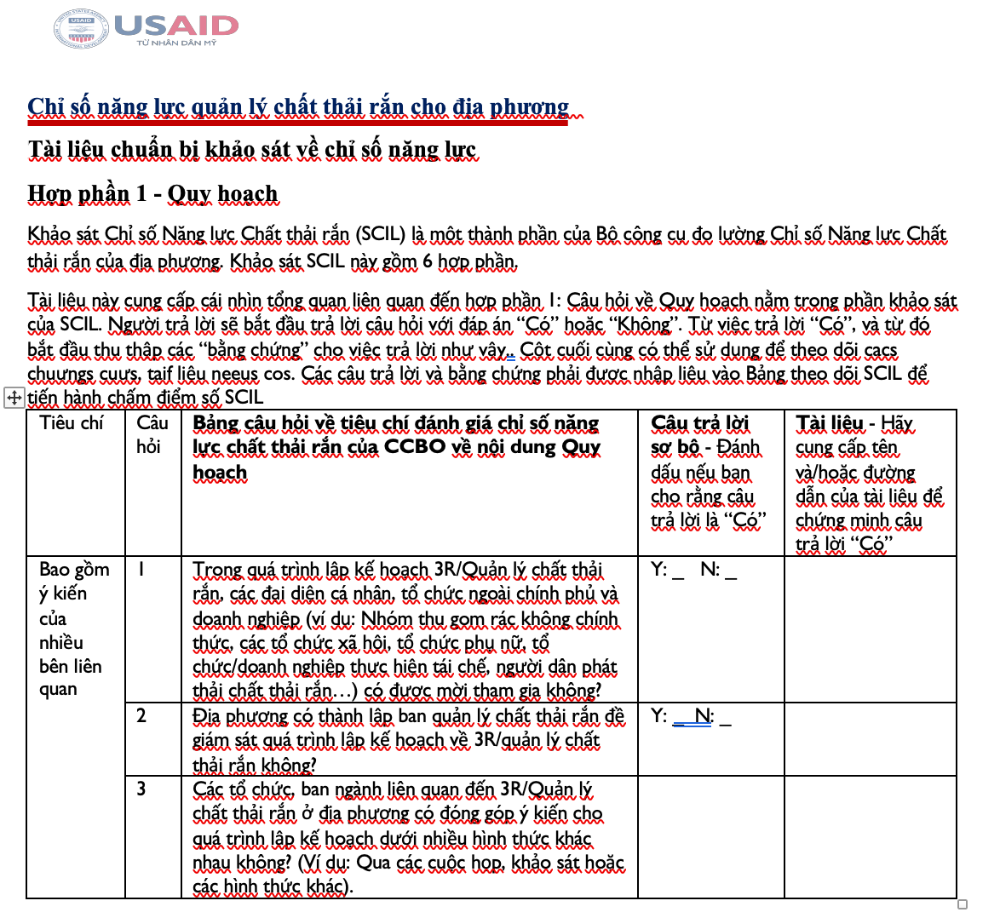 USAID
USAID
TỪ NHÂN DÂN MỸ
Chỉ số năng lực quản lý chất thải rắn cho địa phương
Tài liệu chuẩn bị khảo sát về chỉ số năng lực
Hợp phần 1 - Quy hoạch
Khảo sát Chỉ số Năng lực Chất thải rắn (SCIL) là một thành phần của Bộ công cụ đo lường Chỉ số Năng lực Chất
thải rắn của địa phương. Khảo sát SCIL này gồm 6 hợp phần.
Tài liệu này cung cấp cái nhìn tổng quan liên quan đến hợp phần 1: Câu hỏi về Quy hoạch nằm trong phần khảo sát
của SCIL. Người trả lời sẽ bắt đầu trả lời câu hỏi với đáp án “Có” hoặc “Không”. Từ việc trả lời “Có”, và từ đó
bắt đầu thu thập các “bằng chứng” cho việc trả lời như vậy.. Cột cuối cùng có thể sử dụng để theo dõi cacs
chuwngs cuws, taif liệu neeus cos. Các câu trả lời và bằng chứng phải được nhập liệu vào Bảng theo dõi SCIL để
tiến hành chấm điểm số SCIL
Tiêu chí
Câu
hỏi
Bảng câu hỏi về tiêu chí đánh giá chỉ số năng
lực chất thải rắn của CCBO về nội dung Quy
hoạch
Câu trả lời
sơ bộ - Đánh
dấu nếu bạn
cho rằng câu
trả lời là “Có”
Tài liệu - Hãy
cung cấp tên
và/hoặc đường
dẫn của tài liệu để
chứng minh câu
trả lời “Có”
Bao gồm
ý kiến
của
nhiều
bên liên
quan
1
Trong quá trình lập kế hoạch 3R/Quản lý chất thải
rắn, các đại diện cá nhân, tổ chức ngoài chính phủ và
doanh nghiệp (ví dụ: Nhóm thu gom rác không chính
thức, các tổ chức xã hội, tổ chức phụ nữ, tổ
chức/doanh nghiệp thực hiện tái chế, người dân phát
thải chất thải rắn…) có được mời tham gia không?
Y: _ N: _
2
Địa phương có thành lập ban quản lý chất thải rắn đề
giám sát quá trình lập kế hoạch về 3R/quản lý chất
thải rắn không?
Y: _ N: _
3
Các tổ chức, ban ngành liên quan đến 3R/Quản lý
chất thải rắn ở địa phương có đóng góp ý kiến cho
quá trình lập kế hoạch dưới nhiều hình thức khác
nhau không? (Ví dụ: Qua các cuộc họp, khảo sát hoặc
các hình thức khác).